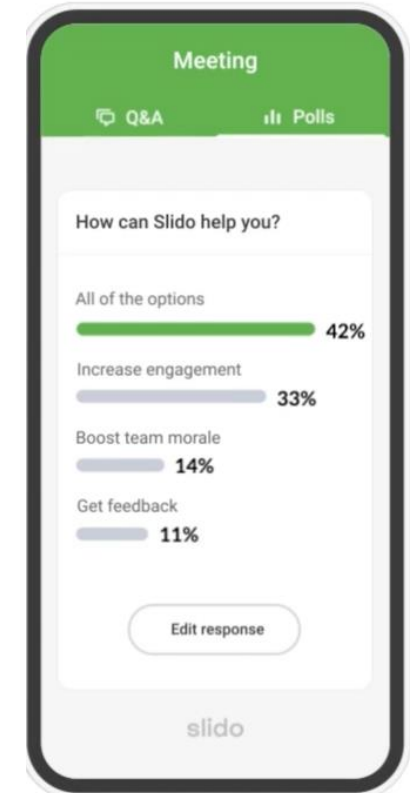 Meeting
Q&A Polls
How can Slido help you?
All of the options
42%
Increase engagement
33%
Boost team morale
14%
Get feedback
11%
Edit response
slido